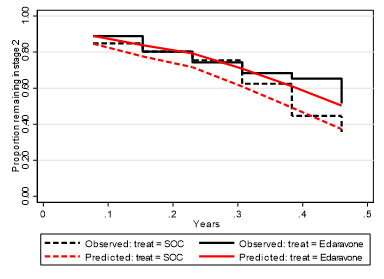 Proportion remaining in stage 2
1.00
0.80
0.60
0.40
0.20
0.00
0 .1 .2 .3 .4 .5
Years
Observed: treat = SOC Observed: treat = Edaravone
Predicted: treat = SOC Predicted: treat = Edaravone